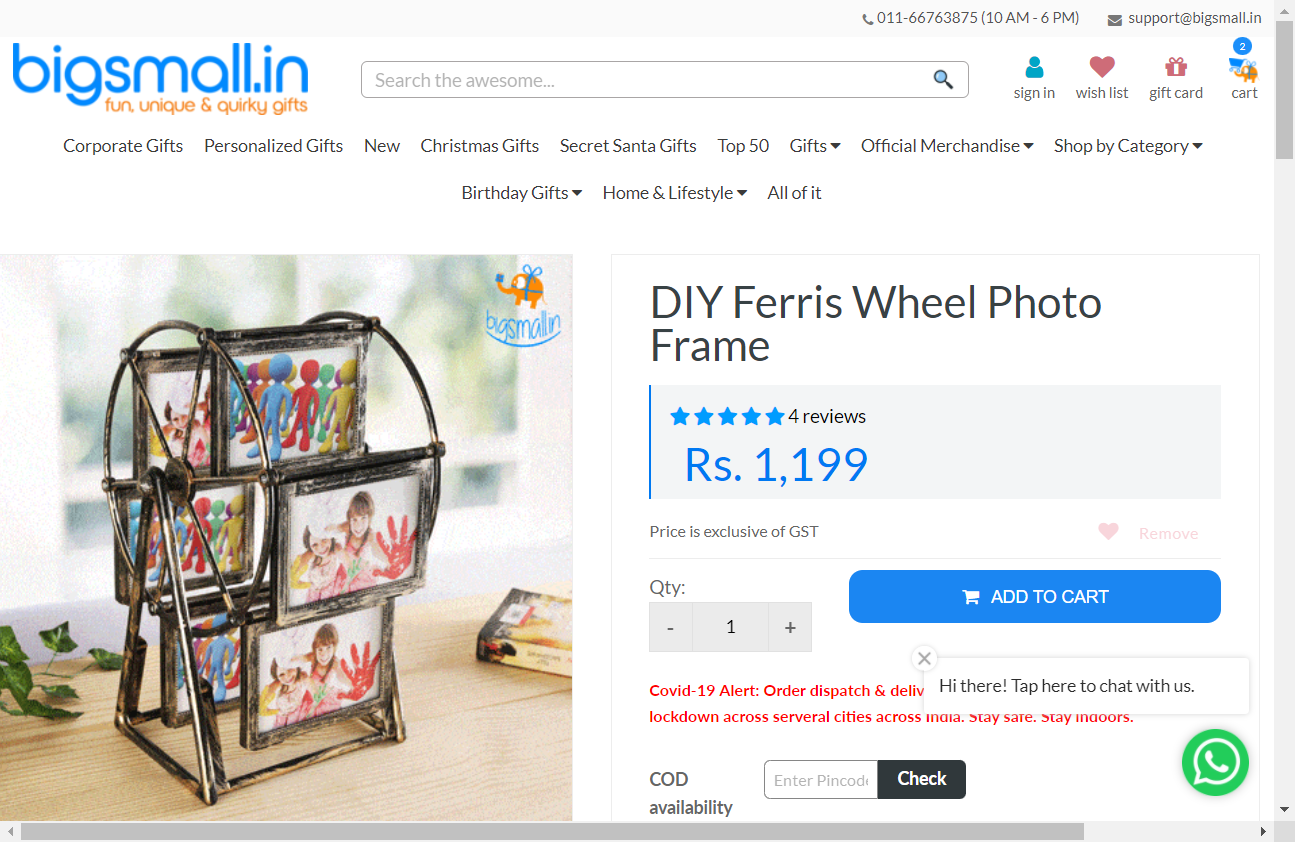 011-66763875 (10 AM - 6 PM)
support@bigsmall.in
bigsmall.in
fun, unique & quirky gifts
Search the awesome...
sign in
wish list
gift card
2
cart
Corporate Gifts
Personalized Gifts
New
Christmas Gifts
Secret Santa Gifts
Top 50
Gifts
Official Merchandise
Shop by Category
Birthday Gifts
Home & Lifestyle
All of it
bigsmall.in
DIY Ferris Wheel Photo
Frame
4 reviews
Rs. 1,199
Price is exclusive of GST
Remove
Qty:
- 1 +
ADD TO CART
Covid-19 Alert: Order dispatch &
lockdown across serveral cities across India. Stay safe. Stay indoors.
Hi there! Tap here to chat with us.
COD
availability
Enter Pincode
Check